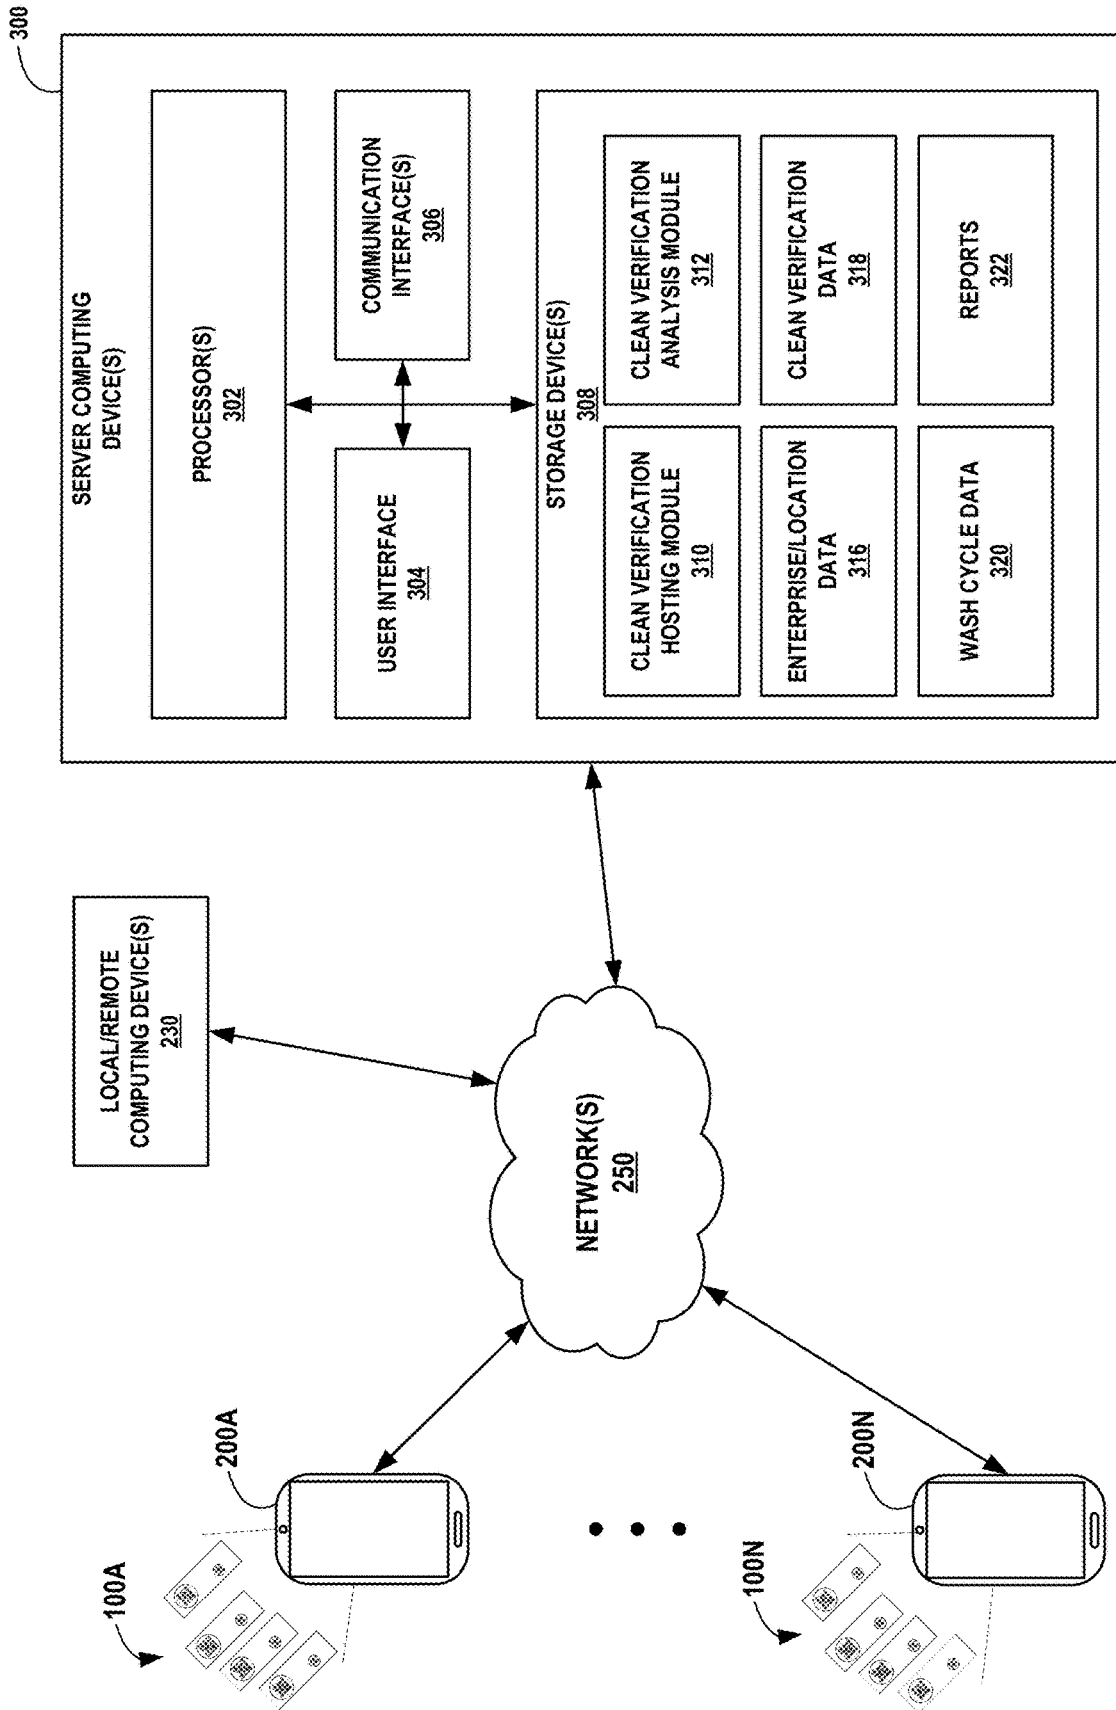 100A
200A
100N
200N
NETWORK(S)
250
LOCAL/REMOTE
COMPUTING DEVICE(S)
230
300
SERVER COMPUTING
DEVICE(S)
PROCESSOR(S)
302
USER INTERFACE
304
COMMUNICATION
INTERFACE(S)
306
STORAGE DEVICE(S)
308
CLEAN VERIFICATION
HOSTING MODULE
310
CLEAN VERIFICATION
ANALYSIS MODULE
312
ENTERPRISE/LOCATION
DATA
316
CLEAN VERIFICATION
DATA
318
WASH CYCLE DATA
320
REPORTS
322